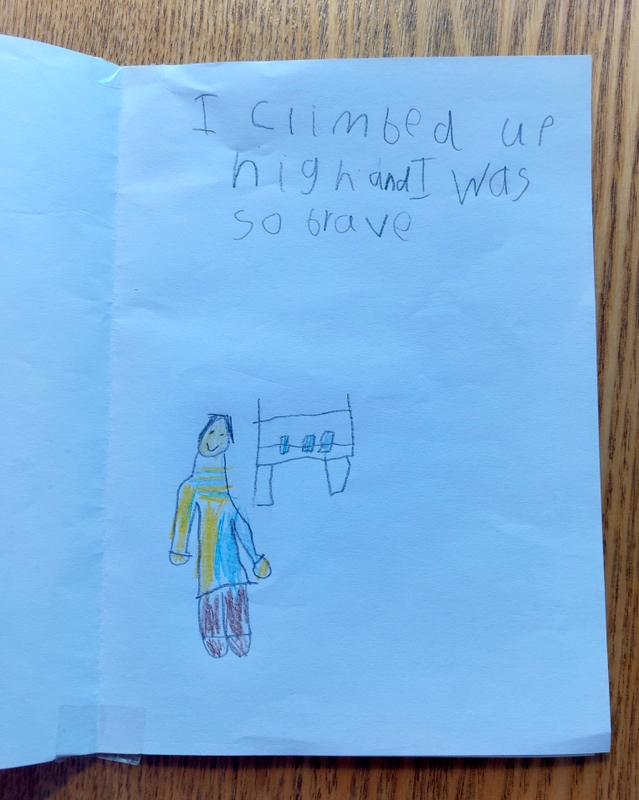 I climbed up
high and I was
so brave